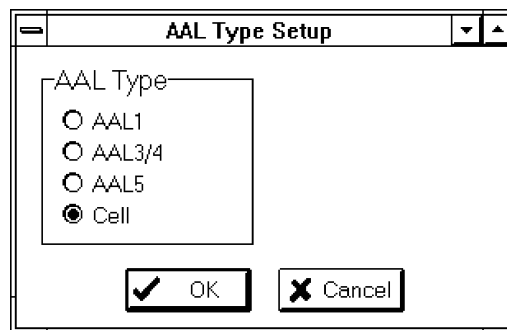 AAL Type Setup
AAL Type
AAL1
AAL3/4
AAL5
Cell
OK
Cancel